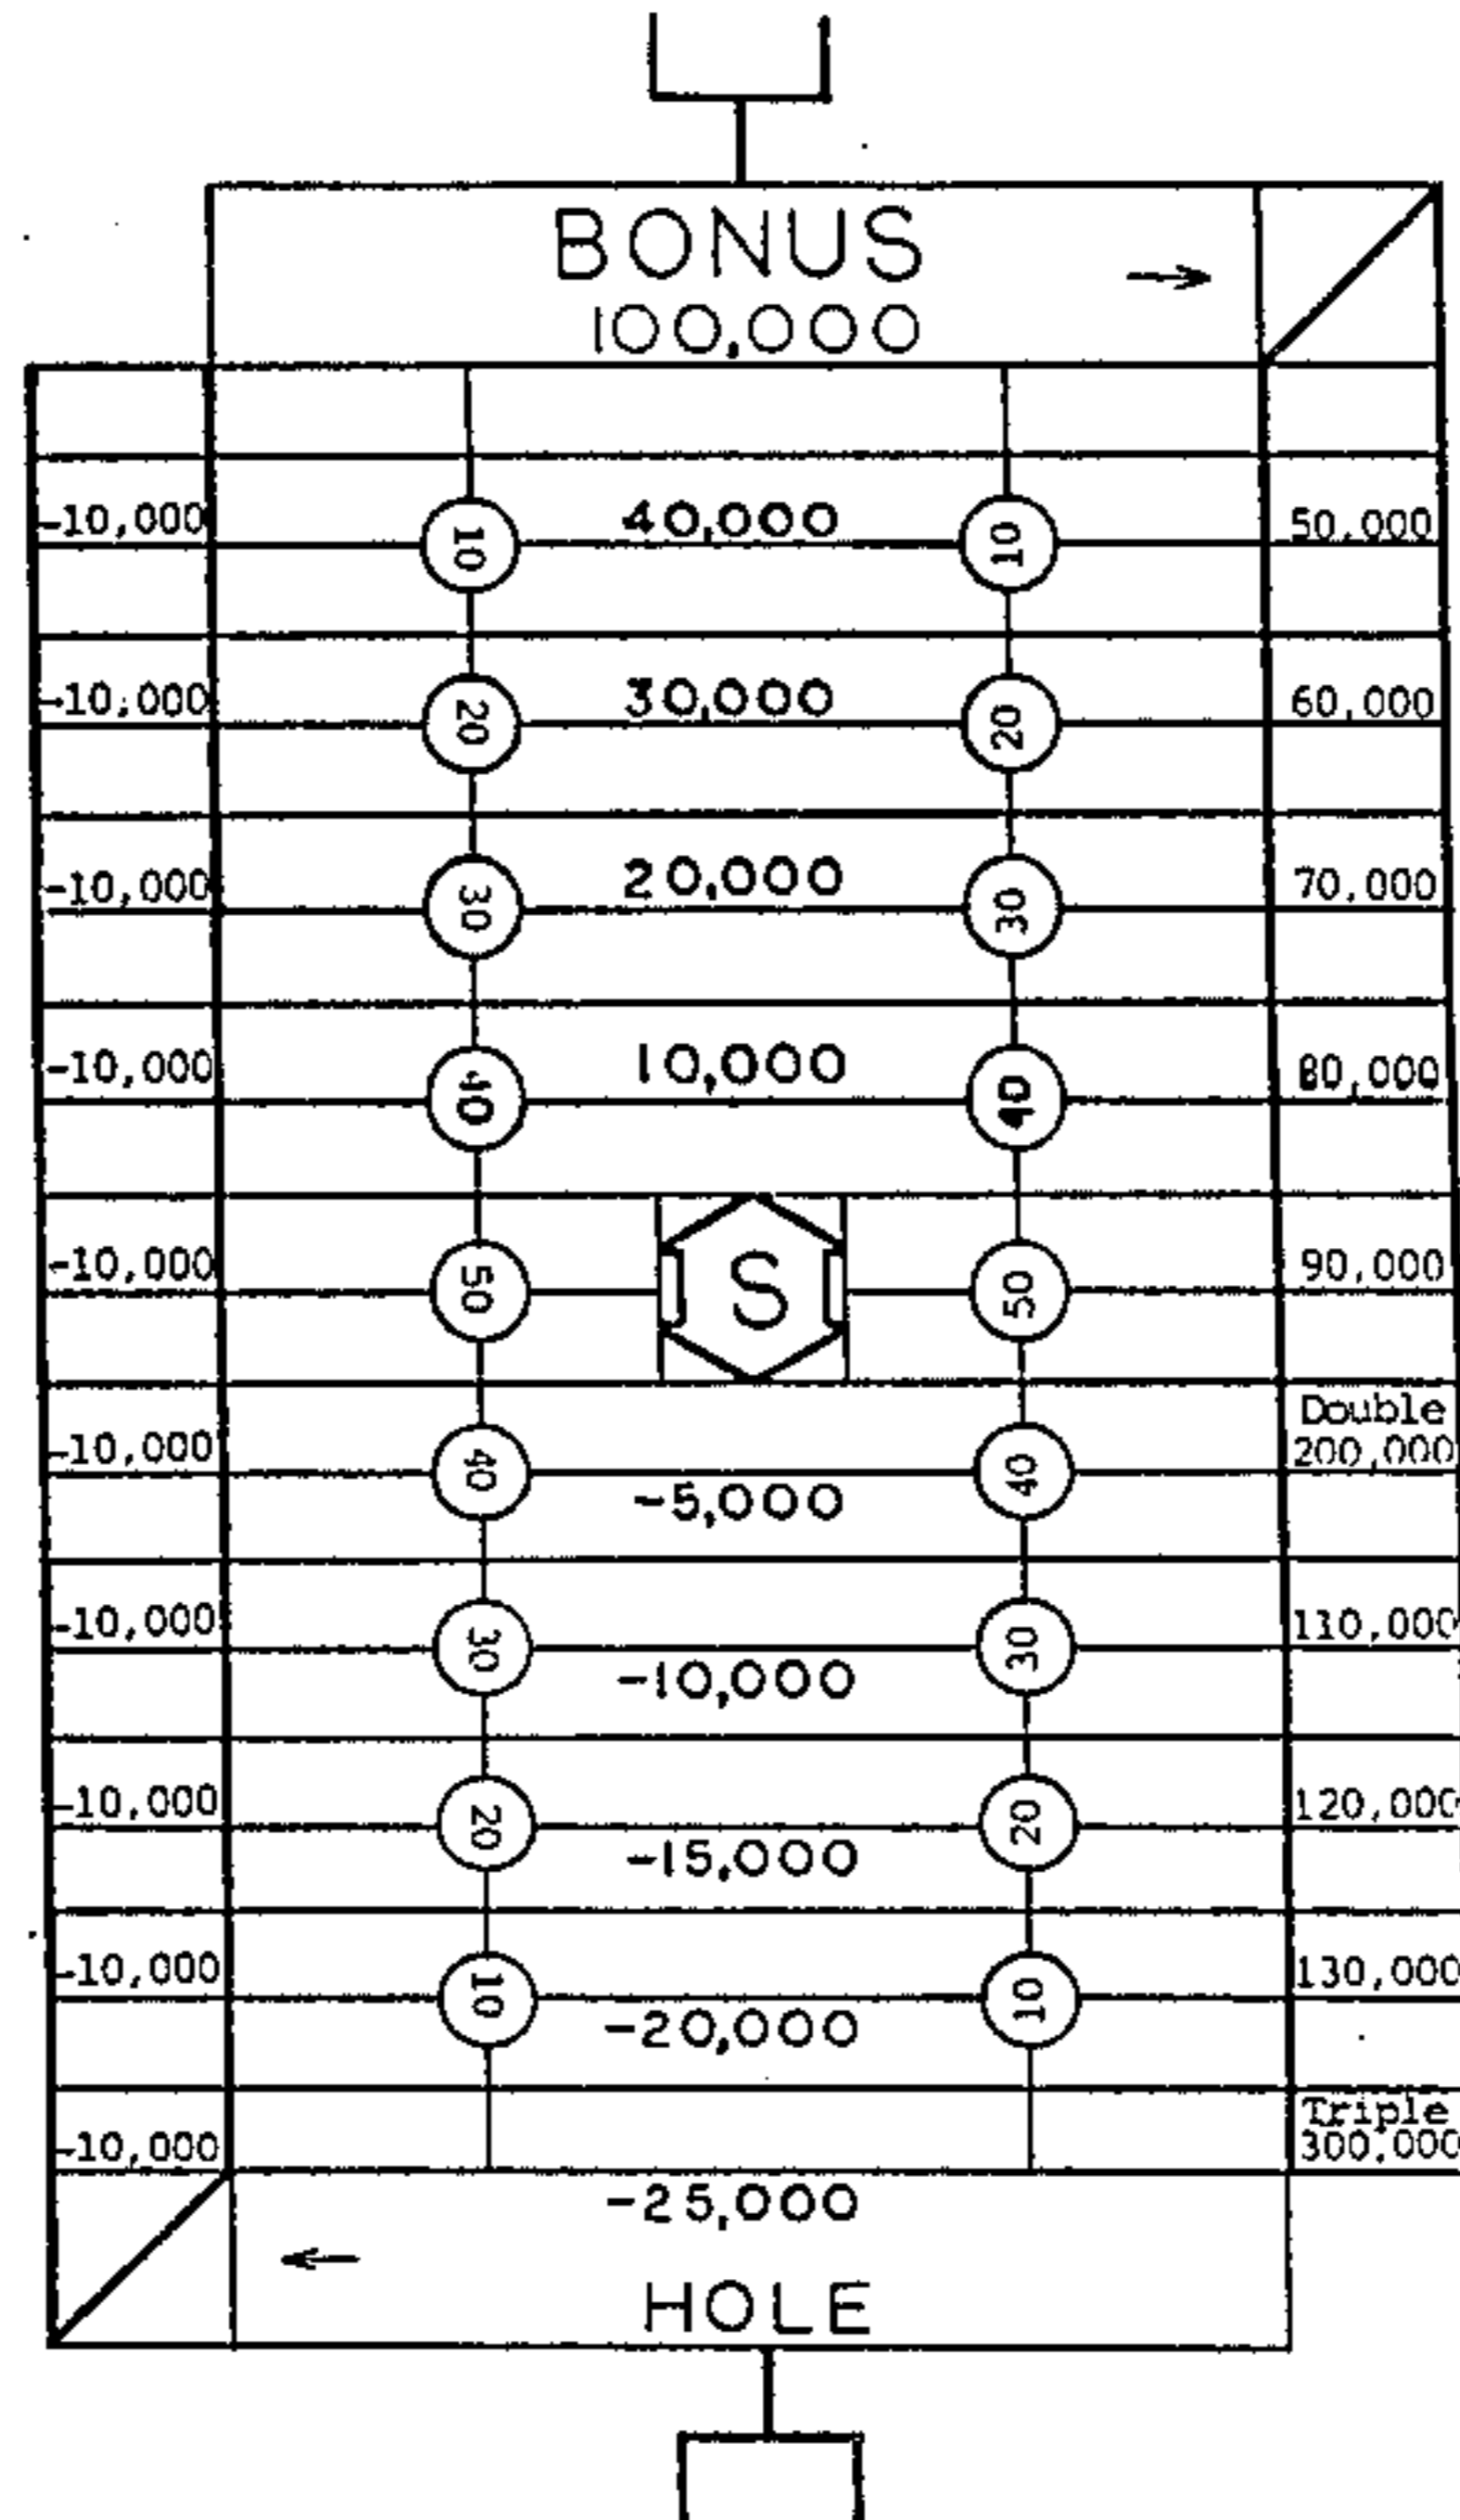 BONUS
100,000
-10,000 10 40,000 10 50,000
-10,000 20 30,000 20 60,000
-10,000 30 20,000 30 70,000
-10,000 40 10,000 40 80,000
-10,000 50 S 50 90,000
Double
-10,000 40 40 200,000
-5,000
-10,000 30 30 110,000
-10,000
-10,000 20 20 120,000
-15,000
-10,000 10 10 130,000
-20,000
Triple
-10,000 300,000
-25,000
HOLE